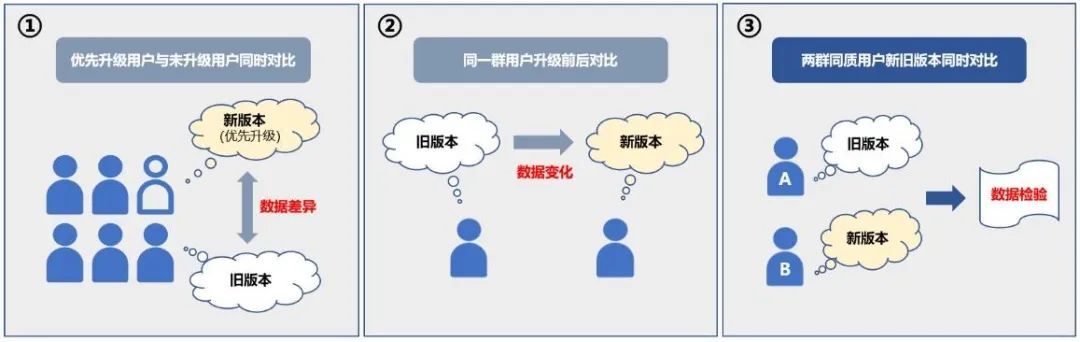 ①
优先升级用户与未升级用户同时对比
新版本
(优先升级)
数据差异
旧版本
②
同一群用户升级前后对比
旧版本
新版本
数据变化
③
两群同质用户新旧版本同时对比
旧版本
A
数据检验
新版本
B